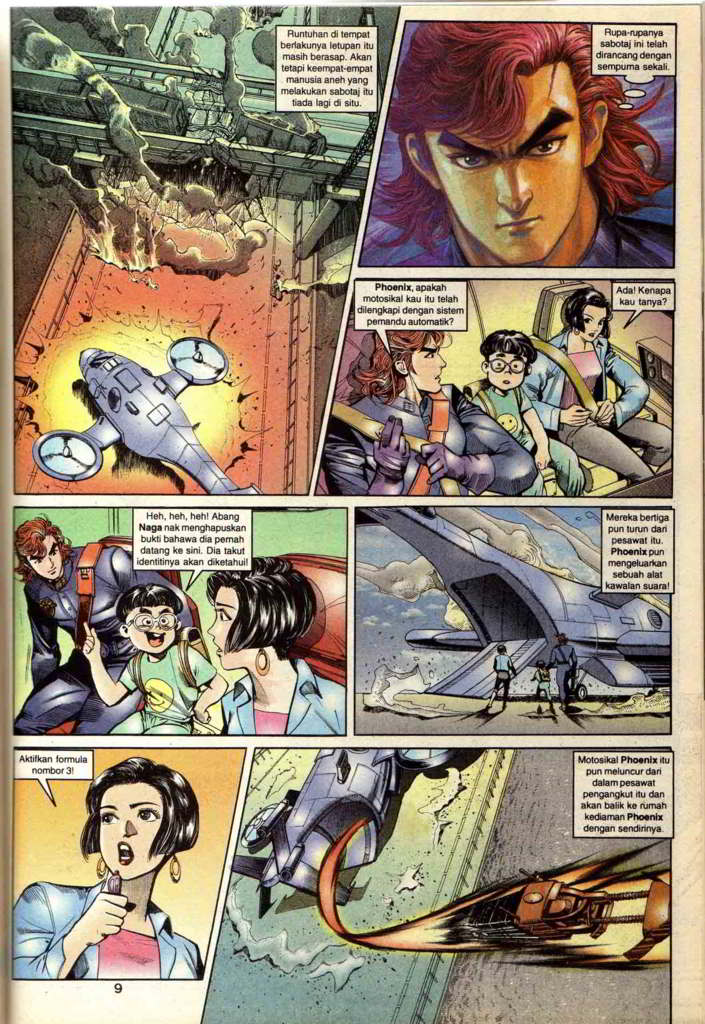 Runtuhan di tempat
berlakunya letupan itu
masih berasap. Akan
tetapi keempat-empat
manusia aneh yang
melakukan sabotaj itu
tiada lagi di situ.
Rupa-rupanya
sabotaj ini telah
dirancang dengan
sempurna sekali.
Phoenix, apakah
motosikal kau itu telah
dilengkapi dengan sistem
pemandu automatik?
Ada! Kenapa
kau tanya?
Heh, heh, heh! Abang
Naga nak menghapuskan
bukti bahawa dia pernah
datang ke sini. Dia takut
identitinya akan diketahui!
Mereka bertiga
pun turun dari
pesawat itu.
Phoenix pun
mengeluarkan
sebuah alat
kawalan suara!
Aktifkan formula
nombor 3!
Motosikal Phoenix itu
pun meluncur dari
dalam pesawat
pengangkut itu dan
akan balik ke rumah
kediaman Phoenix
dengan sendirinya.
9